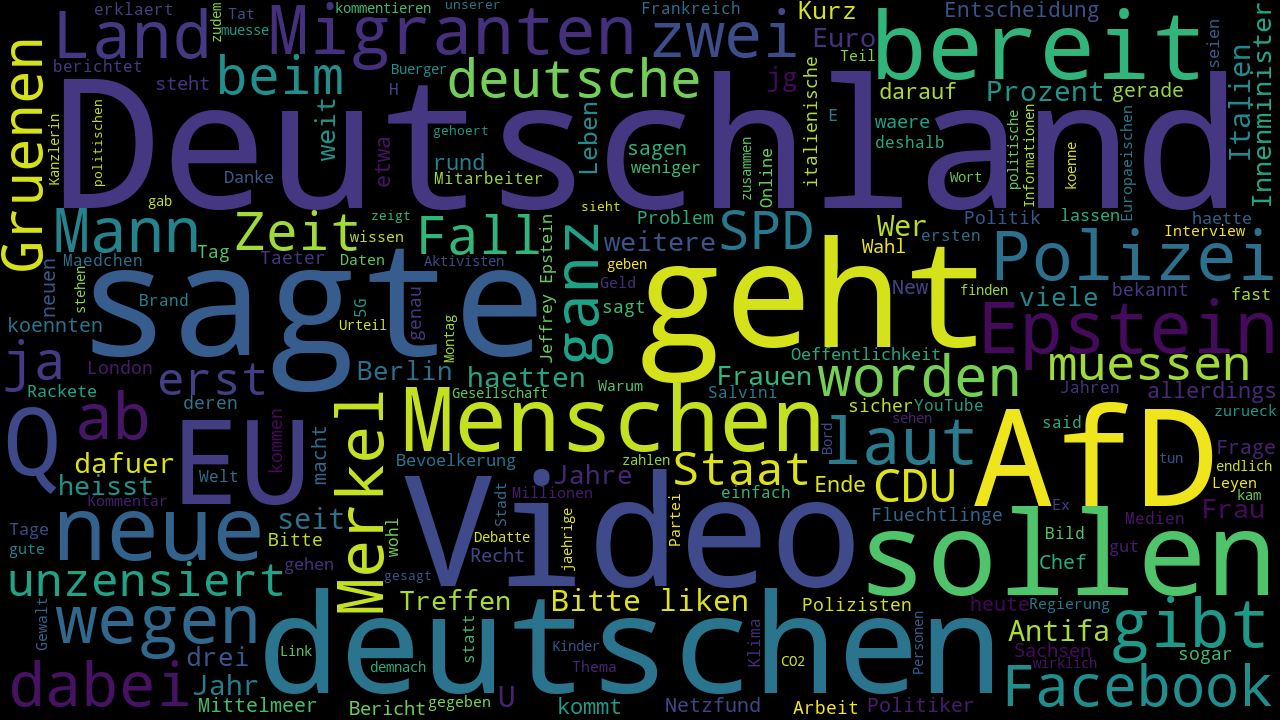 erklaert
zudem
Tat
muesse
kommentieren
unserer
Frankreich
Kurz
Entscheidung
Land
Migranten
zwei
Euro
Teil
bereit
seien
Innenminister
Italien
Gruenen
berichtet
steht
beim
Buerger
H
deutsche
jg
italienische
darauf
Prozent
gerade
Deutschland
Kanzlerin
politischen
weit
etwa
gehoert
Leben
sagen
weniger
zusammen
Online
E
waere
deshalb
politische
Informationen
koenne
Europaeischen
rund
Mitarbeiter
Danke
Wort
gab
Mann
Zeit
zeigt
wissen
Fall
sieht
Problem
SPD
Wer
Politik
lassen
haette
Interview
Tag
Taeter
Daten
Aktivisten
Jeffrey Epstein
ganz
weitere
Wahl
ersten
Polizei
Maedchen
neuen
stehen
Brand
sagte
5G
genau
Montag
geben
Geld
sagt
geht
New
finden
viele
bekannt
fast
koennten
Urteil
Epstein
ja
London
erst
Berlin
haetten
Warum
Frauen
Oeffentlichkeit
worden
muessen
Rackete
deren
Gesellschaft
Salvini
Jahren
allerdings
Q
ab
EU
kommen
macht
Merkel
Menschen
sicher
YouTube
sehen
said
zurueck
AfD
dafuer
heisst
Welt
Kommentar
Bevoelkerung
zahlen
Bord
laut
Frage
endlich
tun
Leyen
kam
Jahre
Staat
Ende
CDU
Millionen
einfach
Ex
Tage
gute
neue
seit
Bitte
wohl
Video
Stadt
Debatte
Recht
jaehrige
Partei
Fluechtlinge
Bild
Medien
Frau
Chef
gut
sollen
unzensiert
gehen
gesagt
Gewalt
wegen
Treffen
Bitte liken
Polizisten
heute
Regierung
gibt
Antifa
deutschen
statt
Kinder
Klima
Personen
Link
drei
demnach
Thema
CO2
Sachsen
sogar
wirklich
dabei
Jahr
Mittelmeer
Bericht
gegeben
U
kommt
Netzfund
Arbeit
Politiker
Facebook